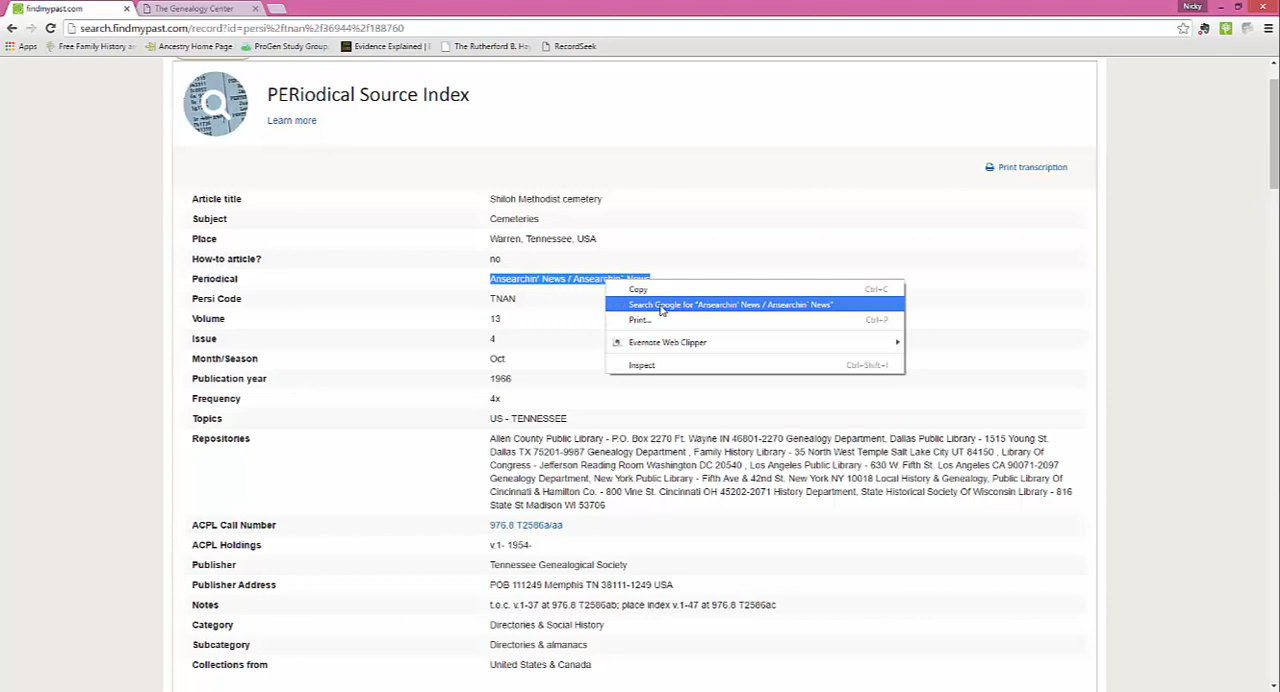 findmypast.com
The Genealogy Center
Nicky
search.findmypast.com/record?id=persi%2ftnan%2f36944%2f188760
Apps
Free Family History ar
Ancestry Home Page
ProGen Study Group:
Evidence Explained | 
The Rutherford B. Ha
RecordSeek
PERiodical Source Index
Learn more
Print transcription
Article title Shiloh Methodist cemetery
Subject Cemeteries
Place Warren, Tennessee, USA
How-to article? no
Periodical Ansearchin' News / Ansearchin` News
Copy Ctrl+C
Persi Code TNAN
Search Google for "Ansearchin' News / Ansearchin` News"
Volume 13
Print... Ctrl+P
Issue 4
Evernote Web Clipper
Month/Season Oct
Inspect Ctrl+Shift+I
Publication year 1966
Frequency 4x
Topics US - TENNESSEE
Repositories Allen County Public Library - P.O. Box 2270 Ft. Wayne IN 46801-2270 Genealogy Department, Dallas Public Library - 1515 Young St.
Dallas TX 75201-9987 Genealogy Department , Family History Library - 35 North West Temple Salt Lake City UT 84150 , Library Of
Congress - Jefferson Reading Room Washington DC 20540 , Los Angeles Public Library - 630 W. Fifth St. Los Angeles CA 90071-2097
Genealogy Department, New York Public Library - Fifth Ave & 42nd St. New York NY 10018 Local History & Genealogy, Public Library Of
Cincinnati & Hamilton Co. - 800 Vine St. Cincinnati OH 45202-2071 History Department, State Historical Society Of Wisconsin Library - 816
State St Madison WI 53706
ACPL Call Number 976.8 T2586a/aa
ACPL Holdings v.1- 1954-
Publisher Tennessee Genealogical Society
Publisher Address POB 111249 Memphis TN 38111-1249 USA
Notes t.o.c. v.1-37 at 976.8 T2586ab; place index v.1-47 at 976.8 T2586ac
Category Directories & Social History
Subcategory Directories & almanacs
Collections from United States & Canada